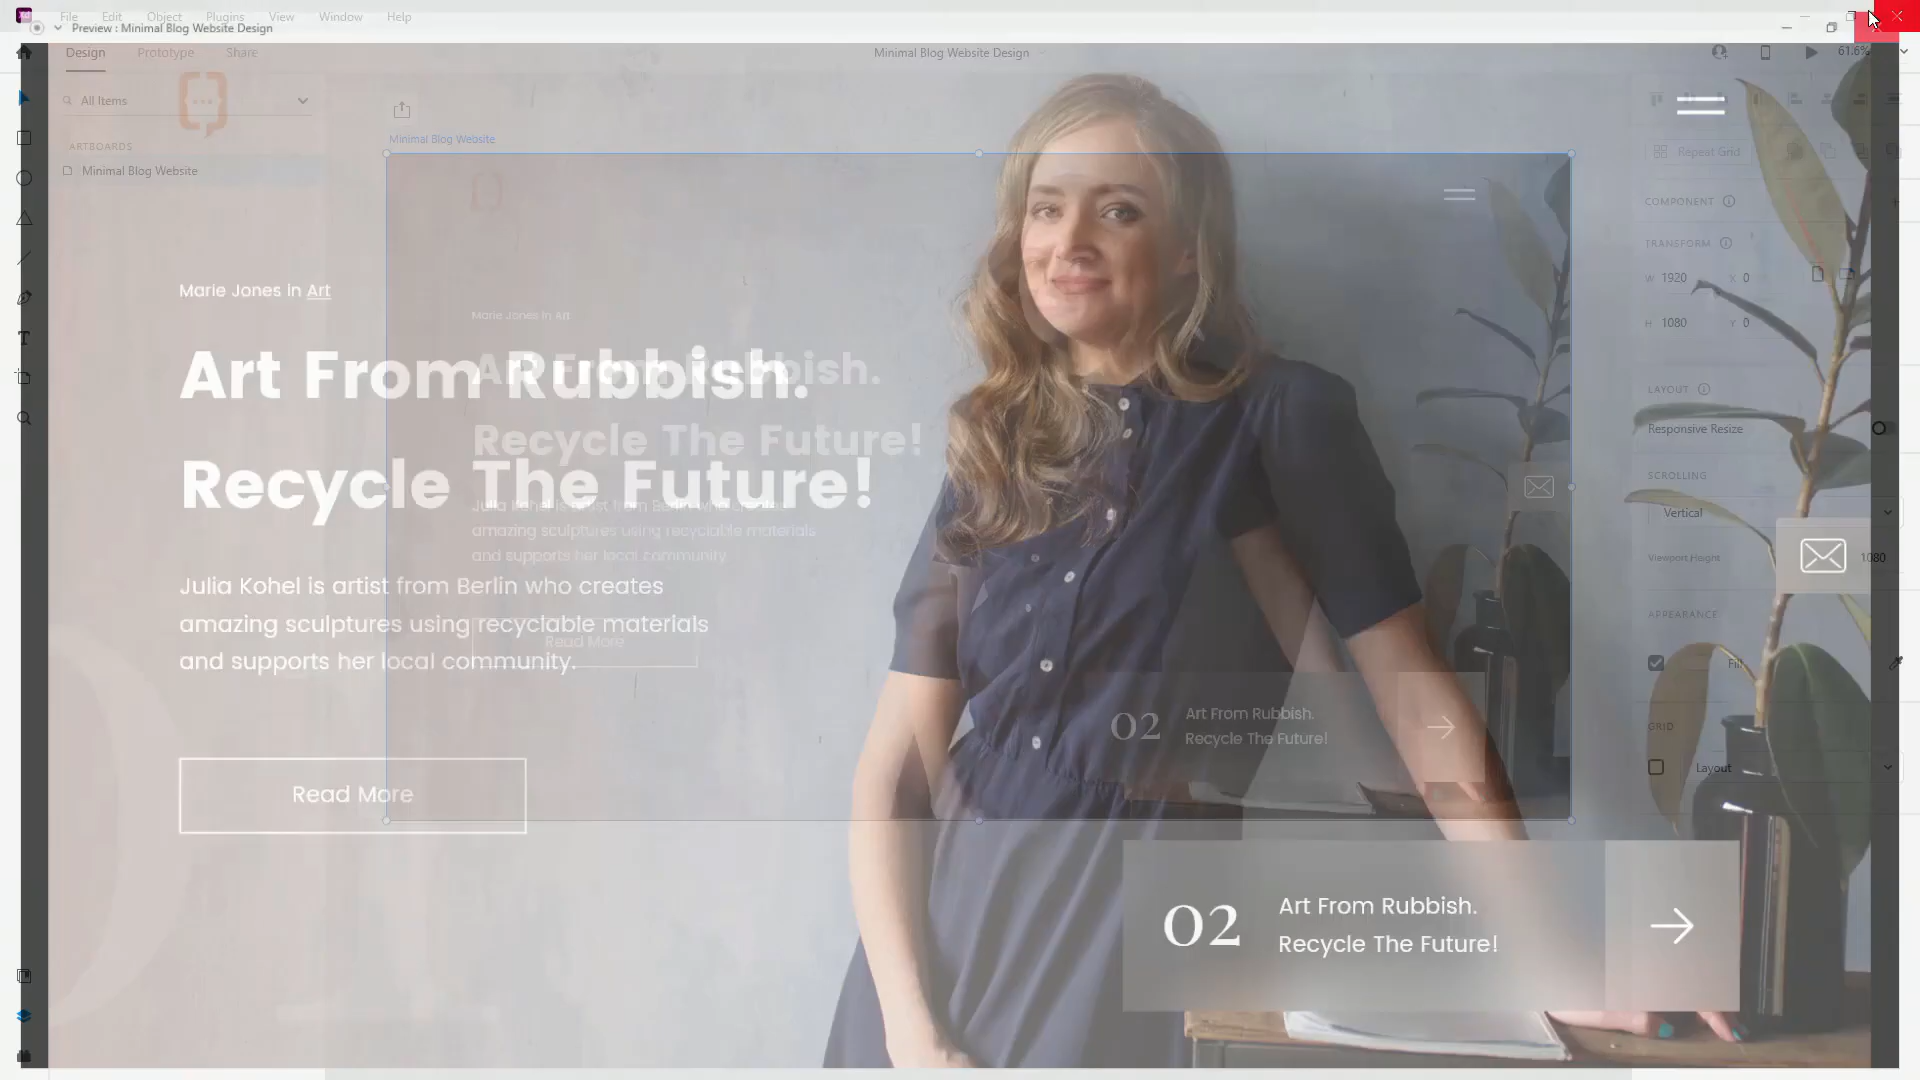 File Edit Object Plugins View Window Help
Preview : Minimal Blog Website Design
Design Prototype Share
Minimal Blog Website Design
61.6%
All Items
Minimal Blog Website
ARTBOARDS
Minimal Blog Website
Repeat Grid
COMPONENT
TRANSFORM
W 1920 X 0
H 1080 Y 0
LAYOUT
Responsive Resize
SCROLLING
Vertical
Viewport Height 1080
APPEARANCE
Fill
GRID
Layout
Marie Jones in Art
Art From Rubbish.
Recycle The Future!
Julia Kohel is artist from Berlin who creates
amazing sculptures using recyclable materials
and supports her local community.
Read More
02
Art From Rubbish.
Recycle The Future!
Marie Jones in Art
Art From Rubbish.
Recycle The Future!
Julia Kohel is artist from Berlin who creates
amazing sculptures using recyclable materials
and supports her local community.
Read More
02
Art From Rubbish.
Recycle The Future!